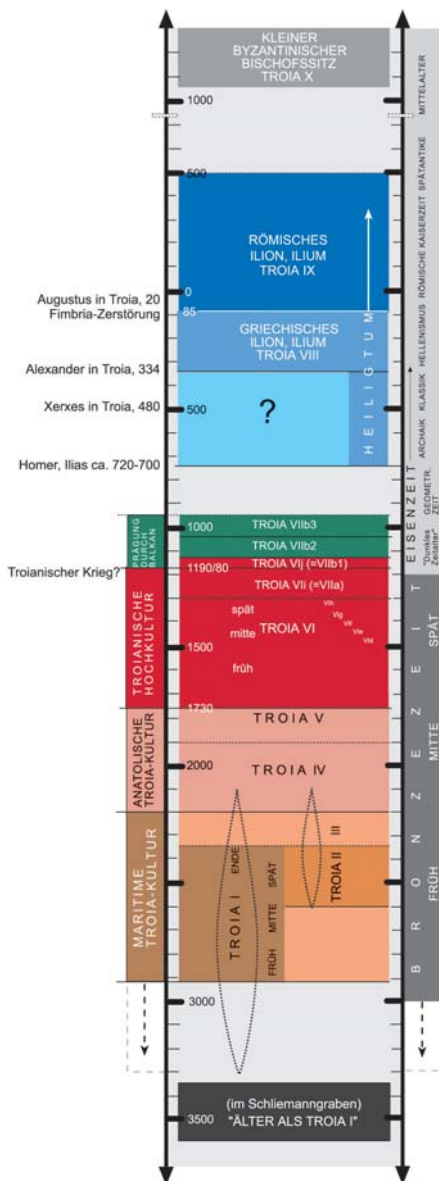 KLEINER
BYZANTINISCHER
BISCHOFSSITZ
TROIA X
1000
MITTELALTER
500
SPÄTANTIKE
RÖMISCHE KAISERZEIT
RÖMISCHES
ILION, ILIUM
TROIA IX
0
Augustus in Troia, 20
85
Fimbria-Zerstörung
GRIECHISCHES
ILION, ILIUM
TROIA VIII
HEILIGTUM
HELLENISMUS
Alexander in Troia, 334
KLASSIK
?
Xerxes in Troia, 480
500
ARCHAIK
Homer, Ilias ca. 720-700
GEOMETR.
ZEIT
EISENZEIT
"Dunkles
Zeitalter"
PRÄGUNG
DURCH
BALKAN
1000
TROIA VIIb3
TROIA VIIb2
TROIA VIj (=VIIb1)
Troianischer Krieg?
1190/80
TROIA VIi (=VIIa)
TROIANISCHE
HOCHKULTUR
spät
VIh
VIg
VIf
VIe
VId
mitte
TROIA VI
1500
früh
SPÄT
1730
TROIA V
ANATOLISCHE
TROIA-KULTUR
MITTE
2000
TROIA IV
BRONZEZEIT
MARITIME
TROIA-KULTUR
III
ENDE
TROIA I
SPÄT
MITTE
FRÜH
TROIA II
FRÜH
3000
(im Schliemanngraben)
3500
"ÄLTER ALS TROIA I"